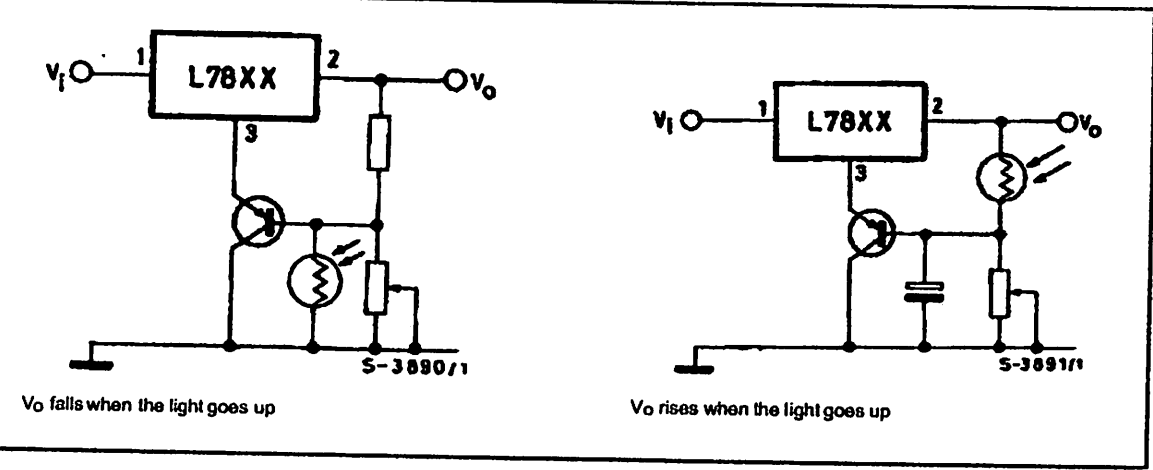 Vi 1 L78XX 2 Vo
3
S-3890/1
Vo falls when the light goes up
Vi 1 L78XX 2 Vo
3
S-3891/1
Vo rises when the light goes up